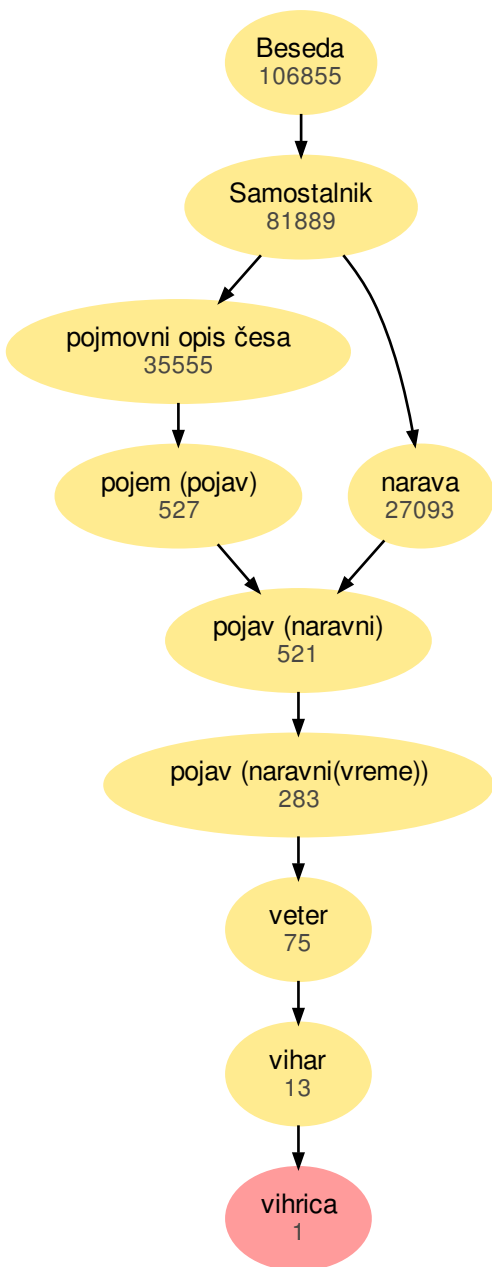 Beseda
106855
Samostalnik
81889
pojmovni opis česa
35555
pojem (pojav)
527
narava
27093
pojav (naravni)
521
pojav (naravni(vreme))
283
veter
75
vihar
13
vihrica
1